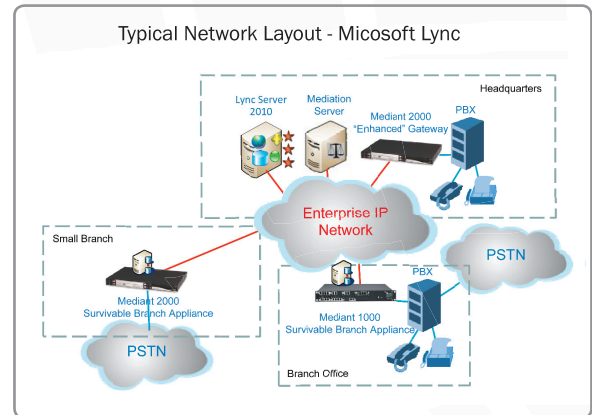 Typical Network Layout - Micosoft Lync
Headquarters
Lync Server
2010
Mediation
Server
Mediant 2000
"Enhanced" Gateway
PBX
Enterprise IP
Network
Small Branch
Mediant 2000
Survivable Branch Appliance
PSTN
PSTN
PBX
Mediant 1000
Survivable Branch Appliance
Branch Office